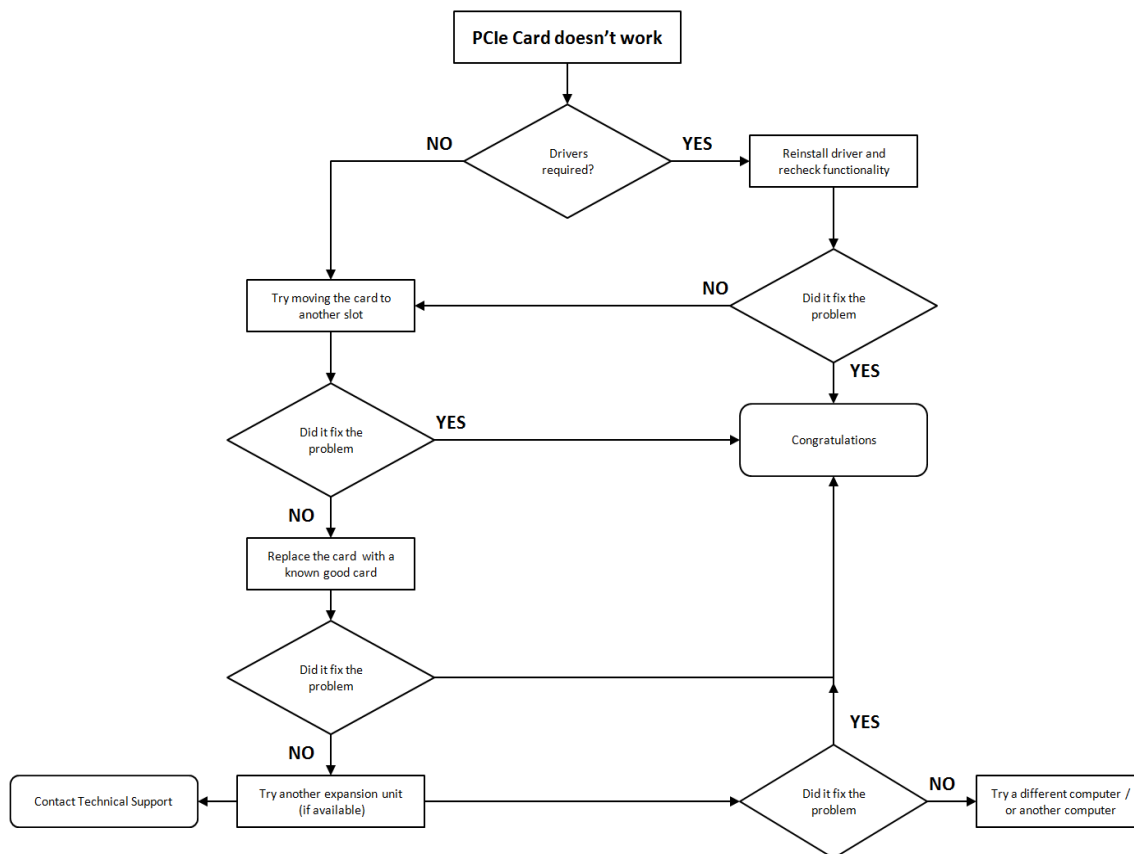 PCIe Card doesn't work
NO
YES
Drivers
required?
Reinstall driver and
recheck functionality
Try moving the card to
another slot
NO
Did it fix the
problem
YES
Did it fix the
problem
YES
Congratulations
NO
Replace the card with a
known good card
Did it fix the
problem
NO
YES
Contact Technical Support
Try another expansion unit
(if available)
Did it fix the
problem
NO
Try a different computer /
or another computer